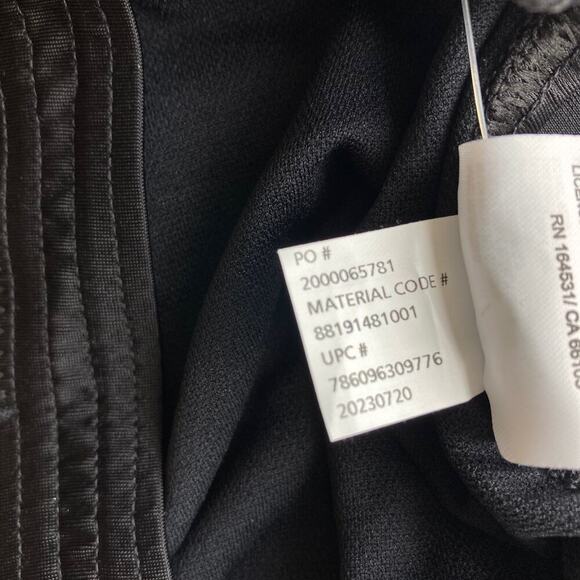 PO #
2000065781
MATERIAL CODE #
88191481001
UPC #
786096309776
20230720
RN 164531/ CA